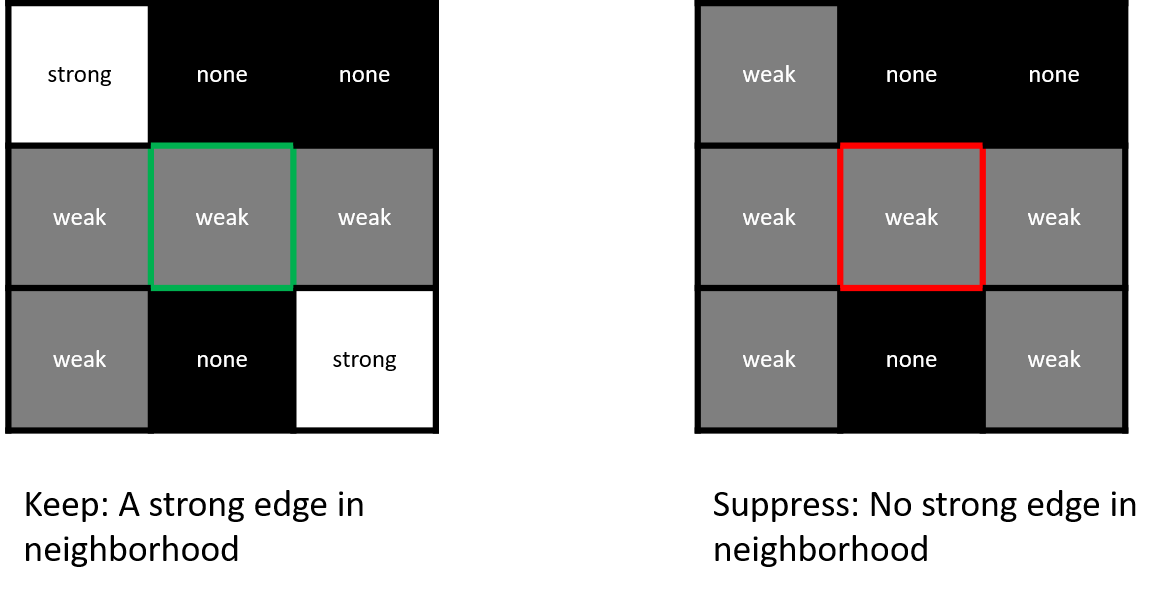 strong none none
weak weak weak
weak none strong
Keep: A strong edge in
neighborhood
weak none none
weak weak weak
weak none weak
Suppress: No strong edge in
neighborhood